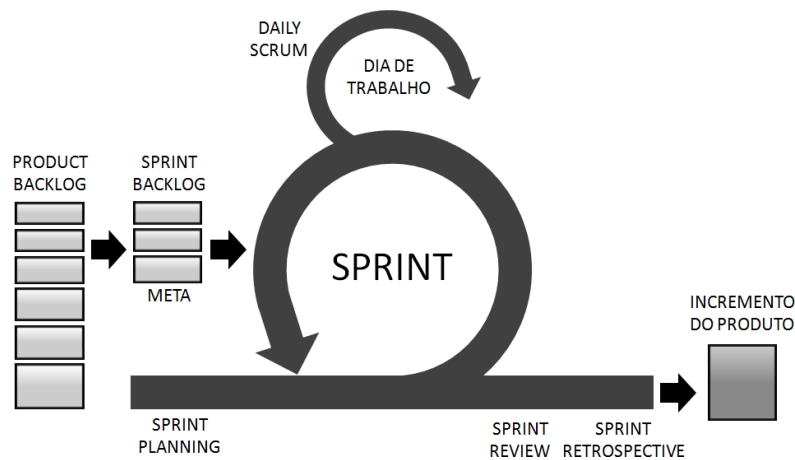 DAILY
SCRUM
DIA DE
TRABALHO
PRODUCT
BACKLOG
SPRINT
BACKLOG
SPRINT
META
INCREMENTO
DO PRODUTO
SPRINT
PLANNING
SPRINT
REVIEW
SPRINT
RETROSPECTIVE